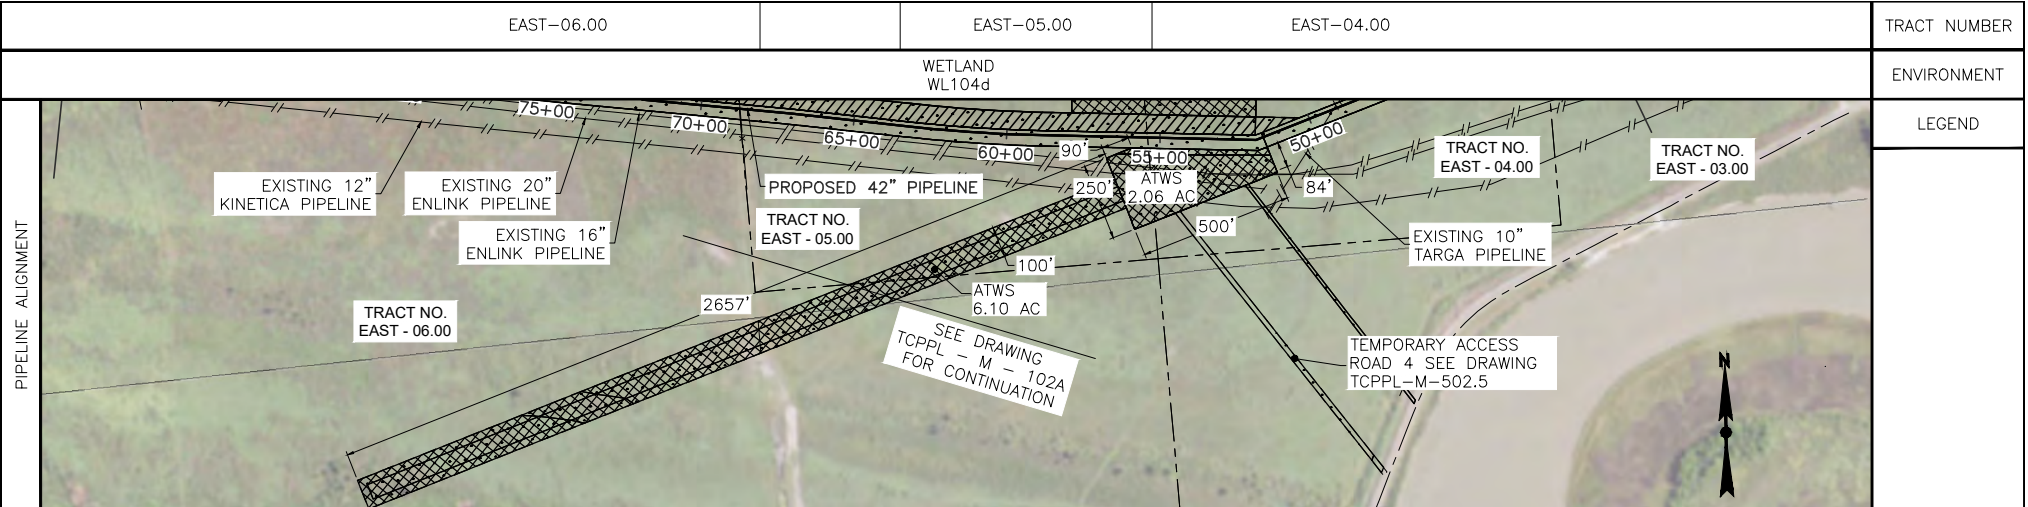 EAST-06.00
EAST-05.00
EAST-04.00
TRACT NUMBER
WETLAND
WL104d
ENVIRONMENT
LEGEND
PIPELINE ALIGNMENT
75+00
70+00
65+00
60+00
90'
55+00
50+00
EXISTING 12"
KINETICA PIPELINE
EXISTING 20"
ENLINK PIPELINE
EXISTING 16"
ENLINK PIPELINE
PROPOSED 42" PIPELINE
TRACT NO.
EAST - 05.00
250'
ATWS
2.06 AC
84'
500'
TRACT NO.
EAST - 04.00
TRACT NO.
EAST - 03.00
EXISTING 10"
TARGA PIPELINE
100'
ATWS
6.10 AC
2657'
TRACT NO.
EAST - 06.00
SEE DRAWING
TCPPL - M - 102A
FOR CONTINUATION
TEMPORARY ACCESS
ROAD 4 SEE DRAWING
TCPPL-M-502.5
N